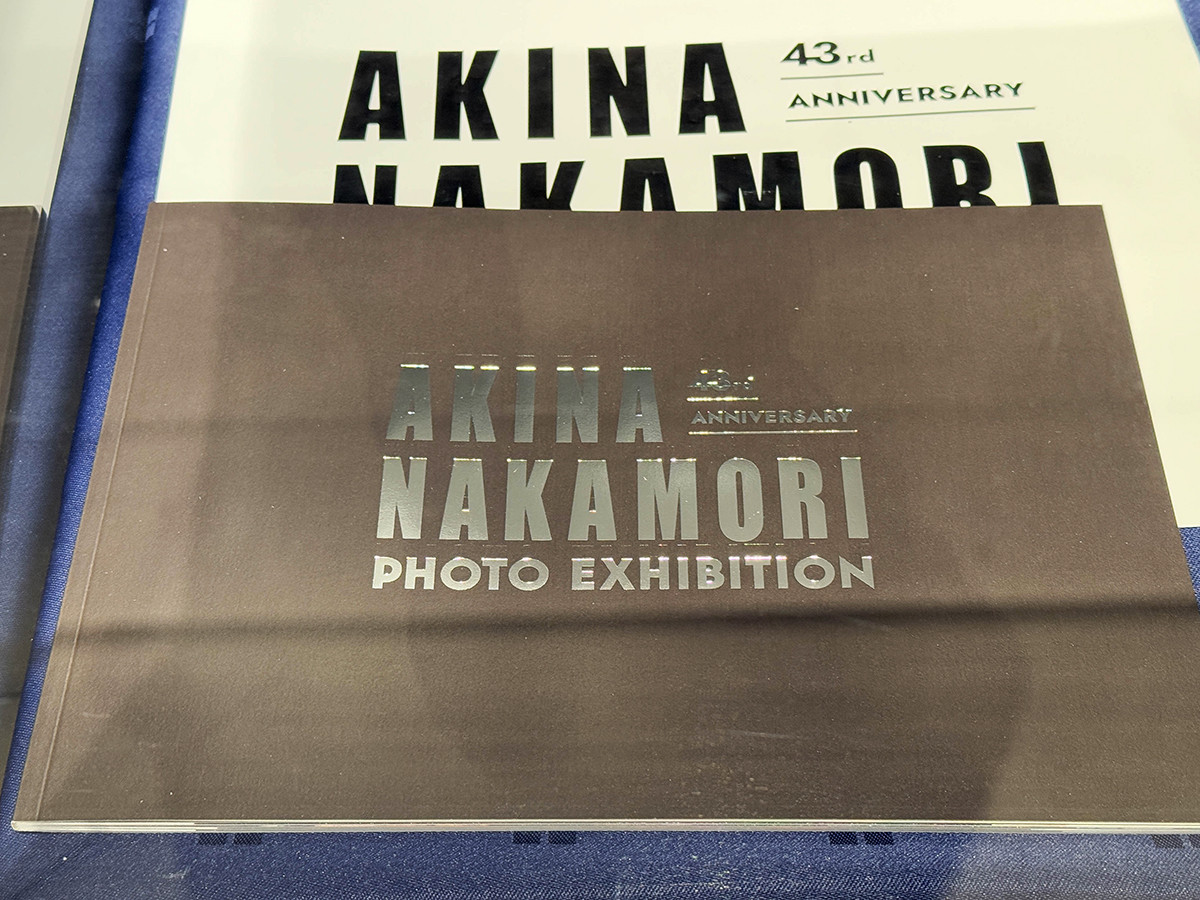 AKINA
43rd
ANNIVERSARY
NAKAMORI
AKINA
43rd
ANNIVERSARY
NAKAMORI
PHOTO EXHIBITION